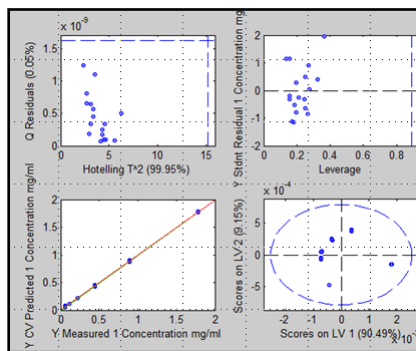 x 10^-9
Q Residuals (0.05%)
1.5
1
0.5
0
0 5 10 15
Hotelling T^2 (99.95%)
Y Stdnt Residual 1 Concentration mg
2
1
0
-1
-2
0 0.2 0.4 0.6 0.8
Leverage
Y CV Predicted 1 Concentration mg/ml
2
1.5
1
0.5
0
0 0.5 1 1.5 2
Y Measured 1 Concentration mg/ml
x 10^-4
Scores on LV 2 (9.15%)
5
0
-5
-2 -1 0 1 2
Scores on LV 1 (90.49%)
x 10